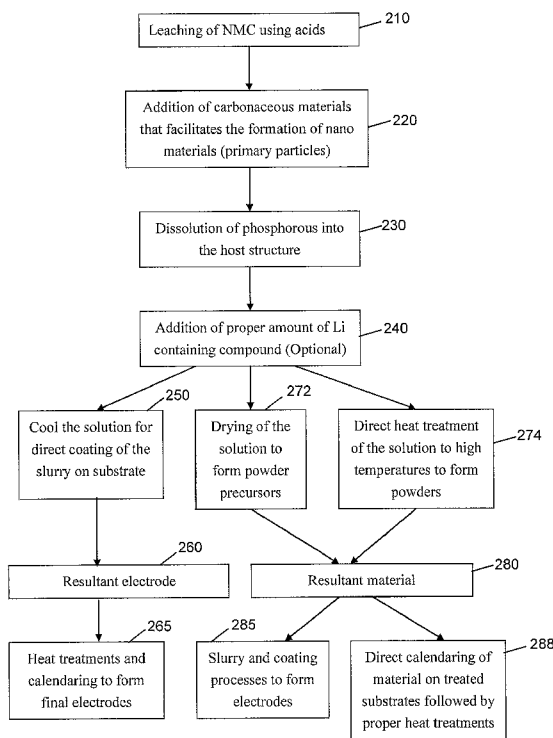 210
Leaching of NMC using acids
Addition of carbonaceous materials
that facilitates the formation of nano
materials (primary particles)
220
Dissolution of phosphorous into
the host structure
230
Addition of proper amount of Li
containing compound (Optional)
240
250
Cool the solution for
direct coating of the
slurry on substrate
272
Drying of the
solution to
form powder
precursors
Direct heat treatment
of the solution to high
temperatures to form
powders
274
260
Resultant electrode
Resultant material
280
265
Heat treatments and
calendaring to form
final electrodes
285
Slurry and coating
processes to form
electrodes
Direct calendaring of
material on treated
substrates followed by
proper heat treatments
288